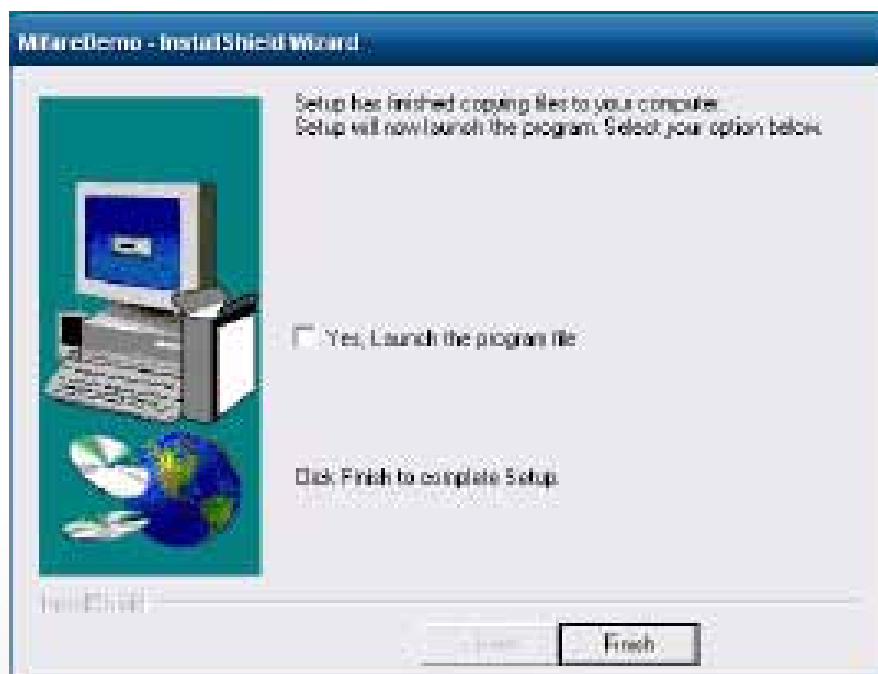 MifareDemo - InstallShield Wizard
Setup has finished copying files to your computer.
Setup will now launch the program. Select your option below.
Yes, Launch the program file
Click Finish to complete Setup.
InstallShield
Finish